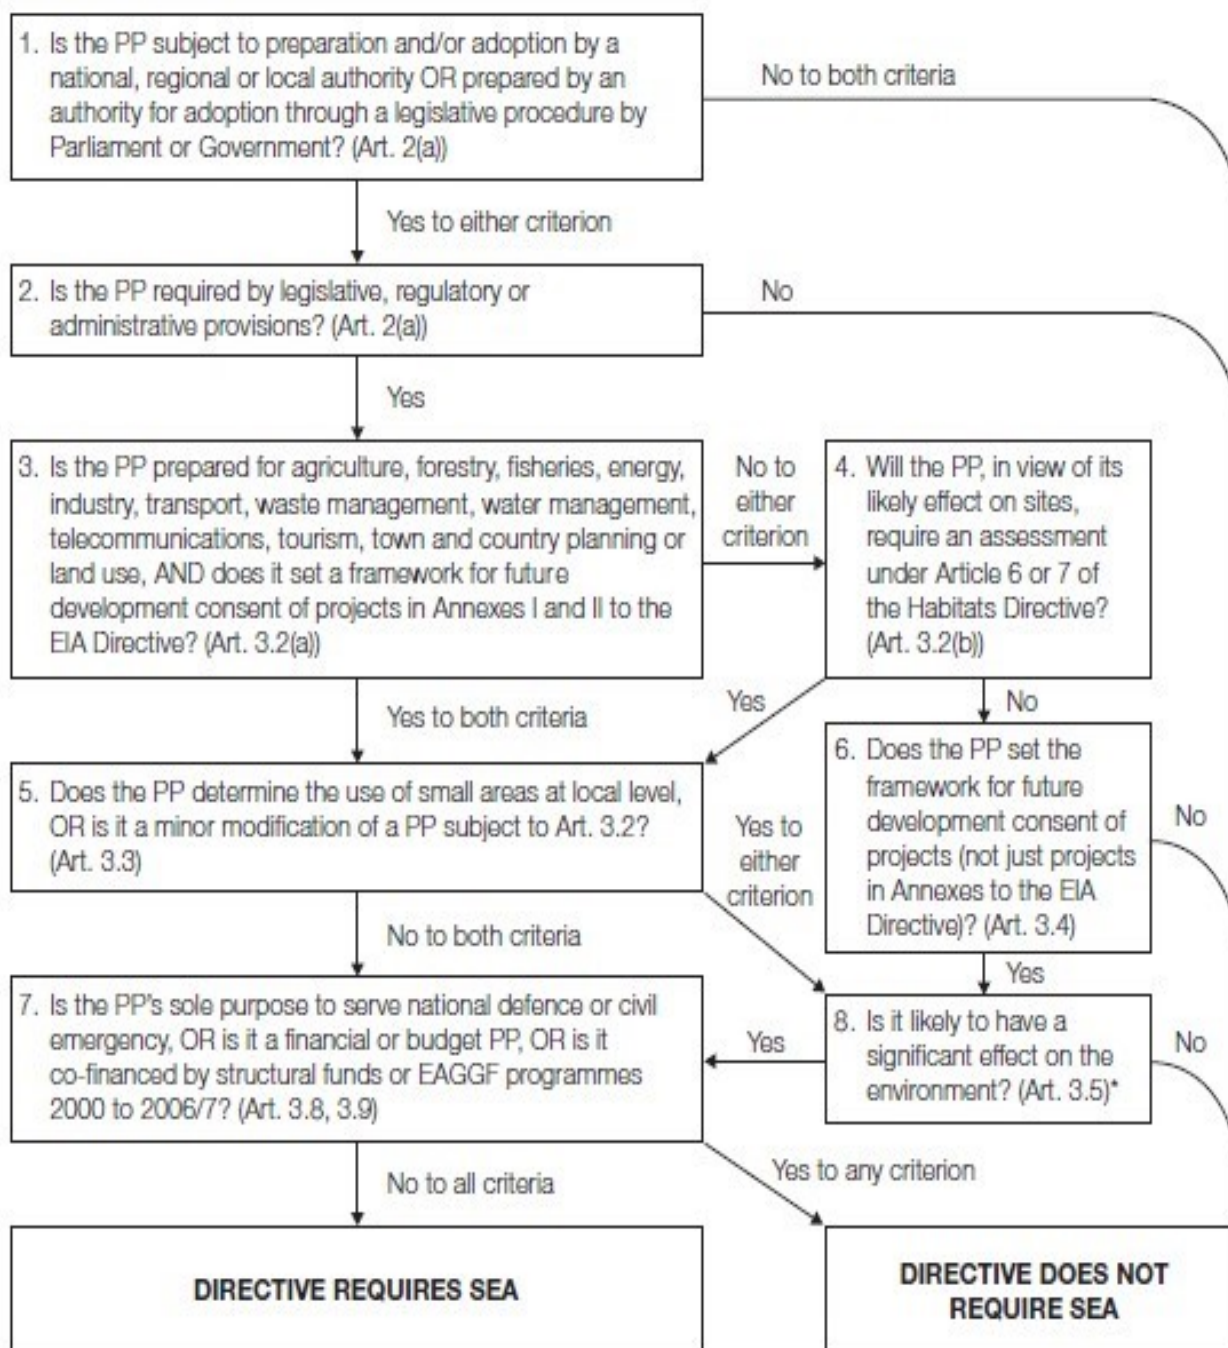 1. Is the PP subject to preparation and/or adoption by a
national, regional or local authority OR prepared by an
authority for adoption through a legislative procedure by
Parliament or Government? (Art. 2(a))
No to both criteria
Yes to either criterion
2. Is the PP required by legislative, regulatory or
administrative provisions? (Art. 2(a))
No
Yes
3. Is the PP prepared for agriculture, forestry, fisheries, energy,
industry, transport, waste management, water management,
telecommunications, tourism, town and country planning or
land use, AND does it set a framework for future
development consent of projects in Annexes I and II to the
EIA Directive? (Art. 3.2(a))
No to
either
criterion
4. Will the PP, in view of its
likely effect on sites,
require an assessment
under Article 6 or 7 of
the Habitats Directive?
(Art. 3.2(b))
Yes to both criteria
Yes
No
5. Does the PP determine the use of small areas at local level,
OR is it a minor modification of a PP subject to Art. 3.2?
(Art. 3.3)
Yes to
either
criterion
6. Does the PP set the
framework for future
development consent of
projects (not just projects
in Annexes to the EIA
Directive)? (Art. 3.4)
No
No to both criteria
Yes
7. Is the PP's sole purpose to serve national defence or civil
emergency, OR is it a financial or budget PP, OR is it
co-financed by structural funds or EAGGF programmes
2000 to 2006/7? (Art. 3.8, 3.9)
Yes
8. Is it likely to have a
significant effect on the
environment? (Art. 3.5)*
No
No to all criteria
Yes to any criterion
DIRECTIVE REQUIRES SEA
DIRECTIVE DOES NOT
REQUIRE SEA